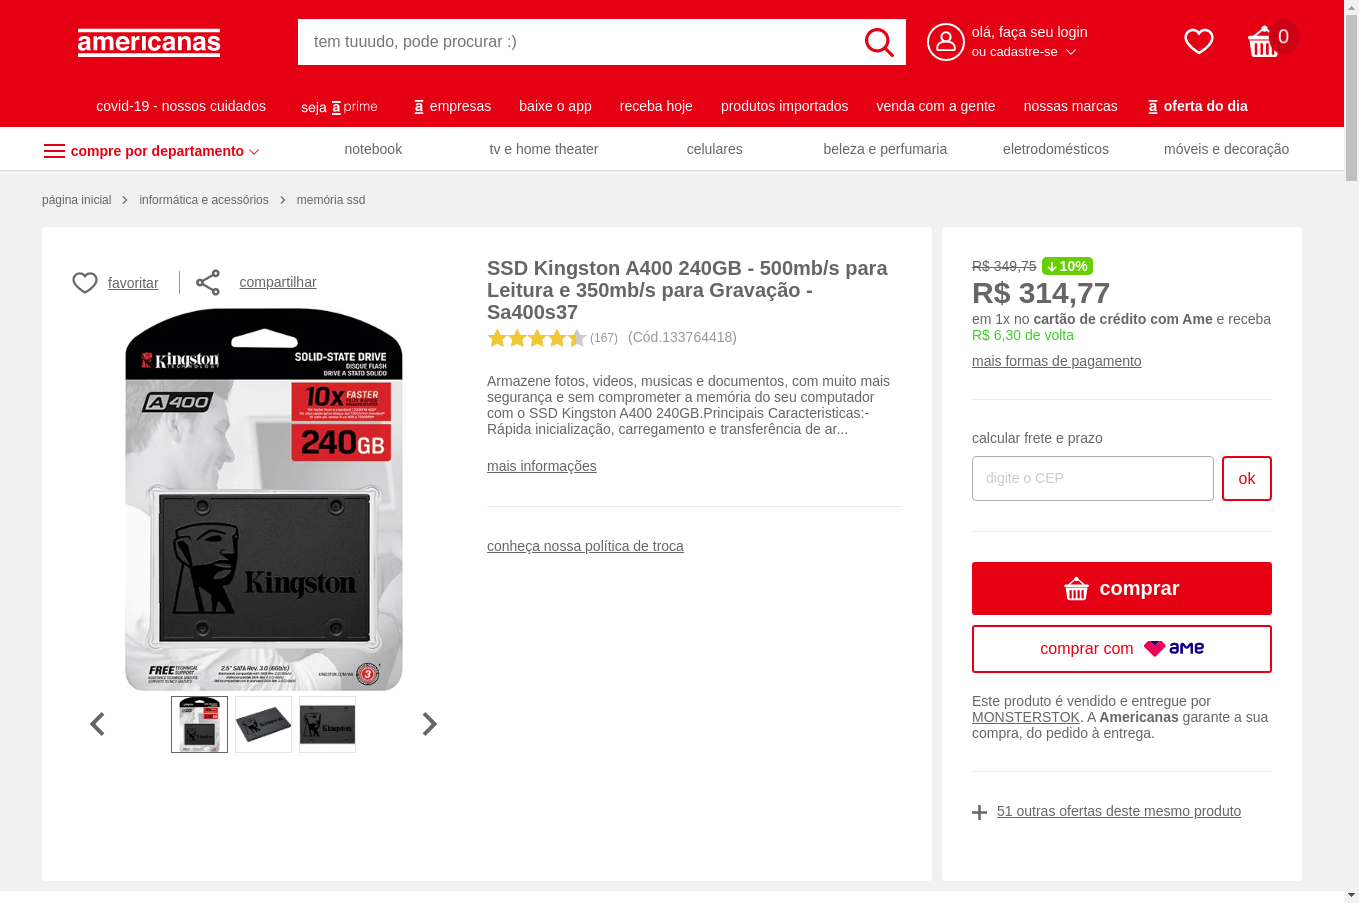 americanas
tem tuuudo, pode procurar :)
olá, faça seu login
ou cadastre-se
0
covid-19 - nossos cuidados
seja a prime
a empresas
baixe o app
receba hoje
produtos importados
venda com a gente
nossas marcas
a oferta do dia
compre por departamento
notebook
tv e home theater
celulares
beleza e perfumaria
eletrodomésticos
móveis e decoração
página inicial
informática e acessórios
memória ssd
favoritar
compartilhar
Kingston
TECHNOLOGY
SOLID-STATE DRIVE
DISQUE FLASH
DRIVE A STATO SOLIDO
A400
10x FASTER
240GB
Kingston
FREE TECHNICAL
SUPPORT
2.5" SATA Rev. 3.0 (6Gb/s)
SSD Kingston A400 240GB - 500mb/s para
Leitura e 350mb/s para Gravação -
Sa400s37
(167) (Cód.133764418)
Armazene fotos, videos, musicas e documentos, com muito mais
segurança e sem comprometer a memória do seu computador
com o SSD Kingston A400 240GB.Principais Caracteristicas:-
Rápida inicialização, carregamento e transferência de ar...
mais informações
conheça nossa política de troca
R$ 349,75 10%
R$ 314,77
em 1x no cartão de crédito com Ame e receba
R$ 6,30 de volta
mais formas de pagamento
calcular frete e prazo
digite o CEP
ok
comprar
comprar com ame
Este produto é vendido e entregue por
MONSTERSTOK. A Americanas garante a sua
compra, do pedido à entrega.
51 outras ofertas deste mesmo produto